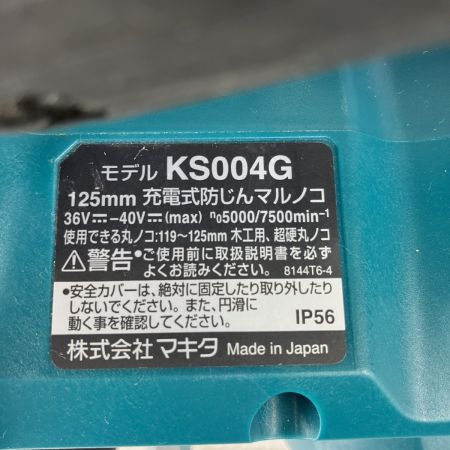 モデル KS004G
125mm 充電式防じんマルノコ
36V⎓-40V⎓(max) n05000/7500min-1
使用できる丸ノコ:119~125mm 木工用、超硬丸ノコ
⚠警告 •ご使用前に取扱説明書を必ず
よくお読みください。 8144T6-4
•安全カバーは、絶対に固定したり取り外したり
しないでください。また、円滑に
動く事を確認してください。 IP56
株式会社 マキタ Made in Japan